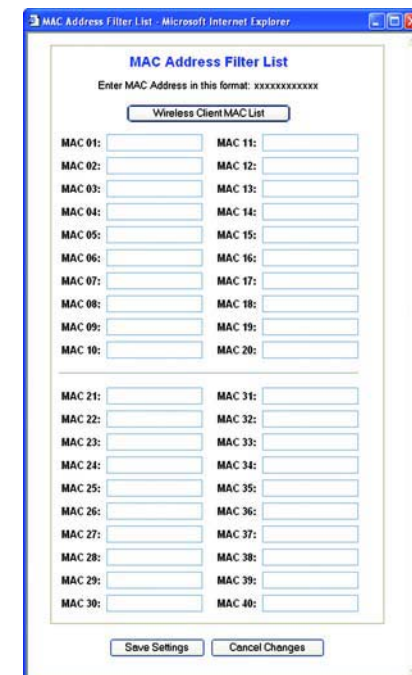 MAC Address Filter List - Microsoft Internet Explorer
MAC Address Filter List
Enter MAC Address in this format: xxxxxxxxxxxx
Wireless Client MAC List
MAC 01: MAC 11:
MAC 02: MAC 12:
MAC 03: MAC 13:
MAC 04: MAC 14:
MAC 05: MAC 15:
MAC 06: MAC 16:
MAC 07: MAC 17:
MAC 08: MAC 18:
MAC 09: MAC 19:
MAC 10: MAC 20:
MAC 21: MAC 31:
MAC 22: MAC 32:
MAC 23: MAC 33:
MAC 24: MAC 34:
MAC 25: MAC 35:
MAC 26: MAC 36:
MAC 27: MAC 37:
MAC 28: MAC 38:
MAC 29: MAC 39:
MAC 30: MAC 40:
Save Settings Cancel Changes